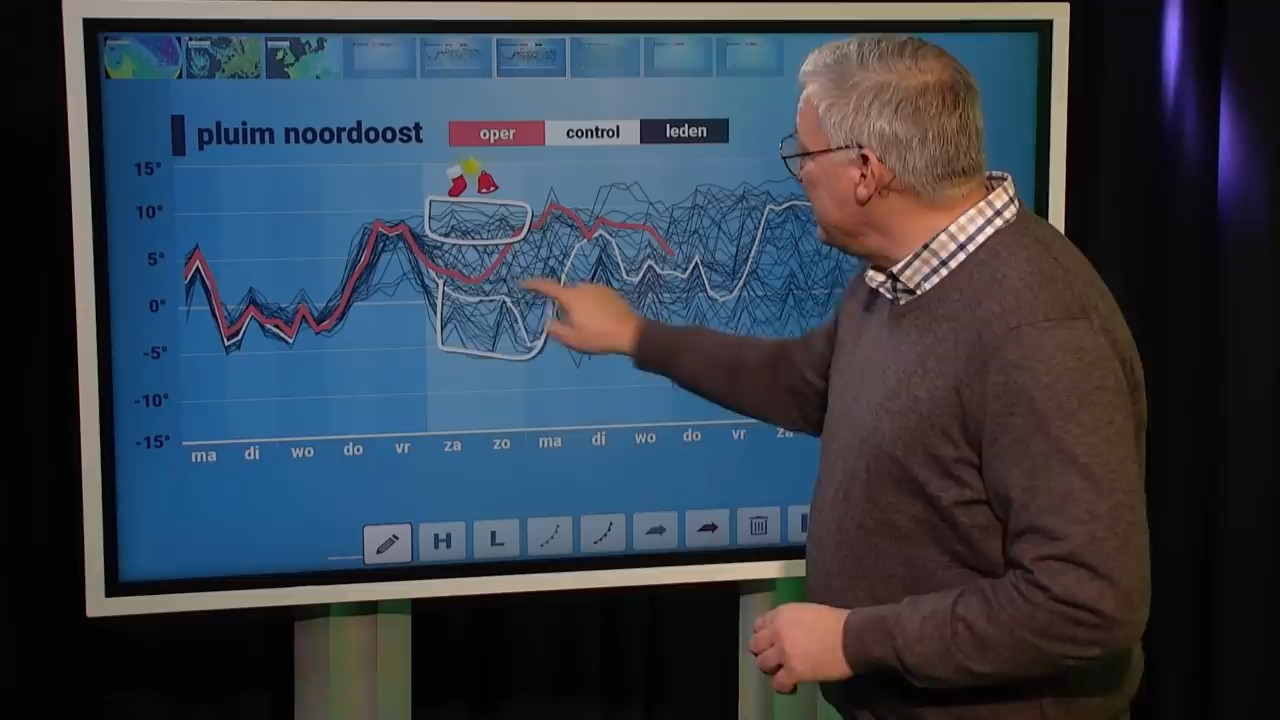 pluim noordoost
oper control leden
15°
10°
5°
0°
-5°
-10°
-15°
ma di wo do vr za zo ma di wo do vr za
H L